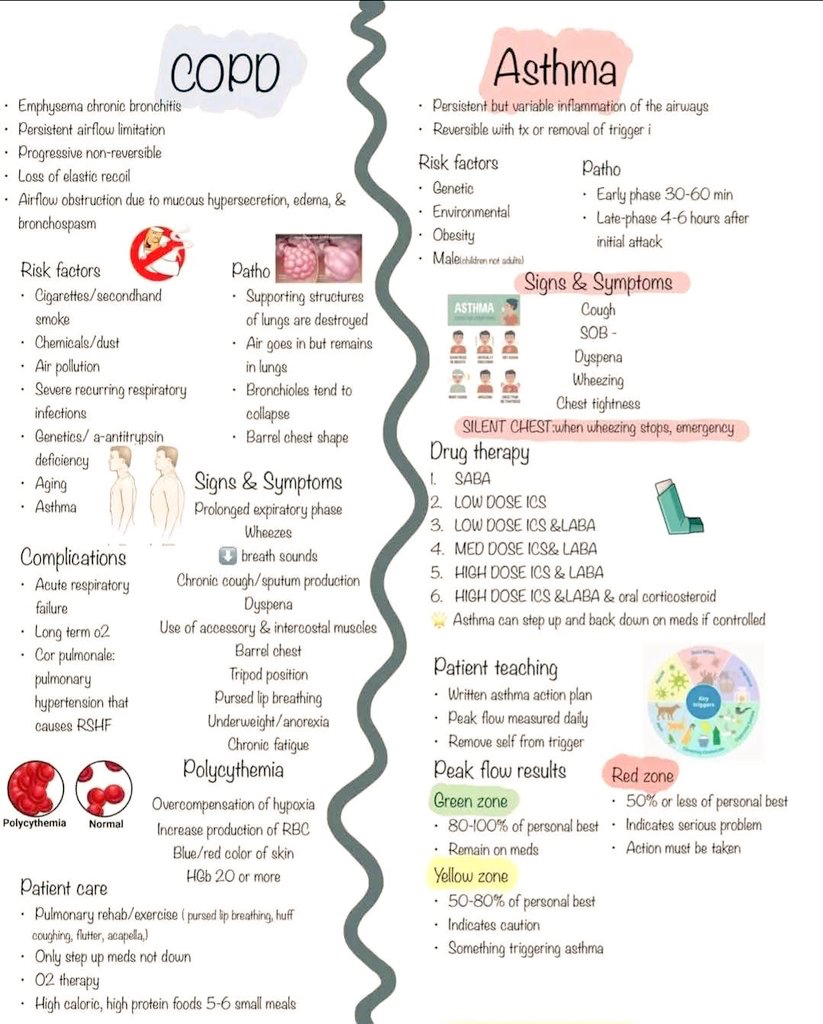 COPD
• Emphysema chronic bronchitis
• Persistent airflow limitation
• Progressive non-reversible
• Loss of elastic recoil
• Airflow obstruction due to mucous hypersecretion, edema, &
bronchospasm
Risk factors
• Cigarettes/secondhand
smoke
• Chemicals/dust
• Air pollution
• Severe recurring respiratory
infections
• Genetics/ a-antitrypsin
deficiency
• Aging
• Asthma
Patho
• Supporting structures
of lungs are destroyed
• Air goes in but remains
in lungs
• Bronchioles tend to
collapse
• Barrel chest shape
Signs & Symptoms
Prolonged expiratory phase
Wheezes
⬇️ breath sounds
Chronic cough/sputum production
Dyspena
Use of accessory & intercostal muscles
Barrel chest
Tripod position
Pursed lip breathing
Underweight/anorexia
Chronic fatigue
Complications
• Acute respiratory
failure
• Long term o2
• Cor pulmonale:
pulmonary
hypertension that
causes RSHF
Polycythemia
Normal
Polycythemia
Overcompensation of hypoxia
Increase production of RBC
Blue/red color of skin
HGb 20 or more
Patient care
• Pulmonary rehab/exercise ( pursed lip breathing, huff
coughing, flutter, acapella,)
• Only step up meds not down
• O2 therapy
• High caloric, high protein foods 5-6 small meals
Asthma
• Persistent but variable inflammation of the airways
• Reversible with tx or removal of trigger i
Risk factors
• Genetic
• Environmental
• Obesity
• Male(children not adults)
Patho
• Early phase 30-60 min
• Late-phase 4-6 hours after
initial attack
Signs & Symptoms
ASTHMA
Cough
SOB -
Dyspena
Wheezing
Chest tightness
SILENT CHEST:when wheezing stops, emergency
Drug therapy
1. SABA
2. LOW DOSE ICS
3. LOW DOSE ICS &LABA
4. MED DOSE ICS& LABA
5. HIGH DOSE ICS & LABA
6. HIGH DOSE ICS &LABA & oral corticosteroid
🌟 Asthma can step up and back down on meds if controlled
Patient teaching
• Written asthma action plan
• Peak flow measured daily
• Remove self from trigger
Key
triggers
Peak flow results
Green zone
• 80-100% of personal best
• Remain on meds
Yellow zone
• 50-80% of personal best
• Indicates caution
• Something triggering asthma
Red zone
• 50% or less of personal best
• Indicates serious problem
• Action must be taken